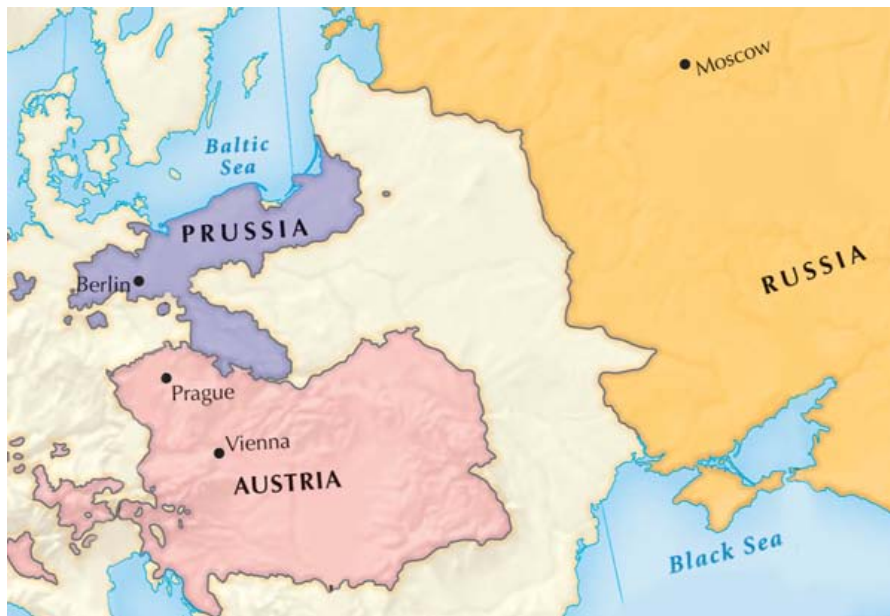 Moscow
Baltic
Sea
PRUSSIA
RUSSIA
Berlin
Prague
Vienna
AUSTRIA
Black Sea